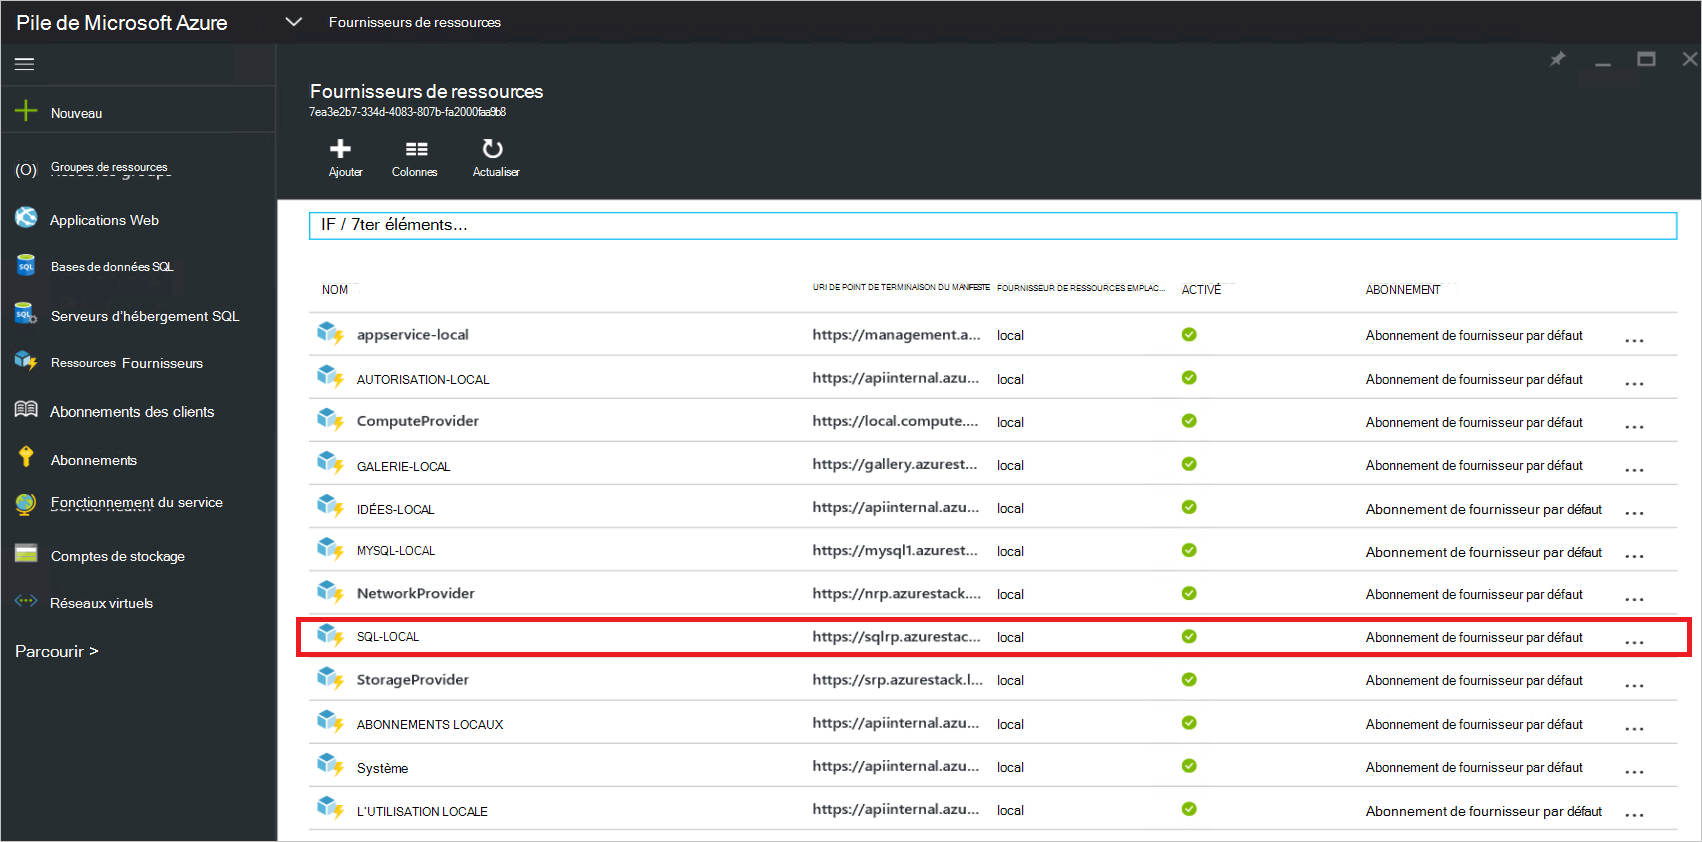 Pile de Microsoft Azure
Fournisseurs de ressources
Nouveau
Groupes de ressources
Applications Web
Bases de données SQL
SQL
Serveurs d’hébergement SQL
SQL
Ressources Fournisseurs
Abonnements des clients
Abonnements
Fonctionnement du service
Comptes de stockage
Réseaux virtuels
Parcourir >
Fournisseurs de ressources
7ea3e2b7-334d-4083-807b-fa2000faa9b8
Ajouter Colonnes Actualiser
IF / 7ter éléments...
NOM URI DE POINT DE TERMINAISON DU MANIFESTE FOURNISSEUR DE RESSOURCES EMPLAC... ACTIVÉ ABONNEMENT
appservice-local https://management.a... local Abonnement de fournisseur par défaut ...
AUTORISATION-LOCAL https://apiinternal.azu... local Abonnement de fournisseur par défaut ...
ComputeProvider https://local.compute.... local Abonnement de fournisseur par défaut ...
GALERIE-LOCAL https://gallery.azurest... local Abonnement de fournisseur par défaut ...
IDÉES-LOCAL https://apiinternal.azu... local Abonnement de fournisseur par défaut ...
MYSQL-LOCAL https://mysql1.azurest... local Abonnement de fournisseur par défaut ...
NetworkProvider https://nrp.azurestack.... local Abonnement de fournisseur par défaut ...
SQL-LOCAL https://sqlrp.azurestac... local Abonnement de fournisseur par défaut ...
StorageProvider https://srp.azurestack.l... local Abonnement de fournisseur par défaut ...
ABONNEMENTS LOCAUX https://apiinternal.azu... local Abonnement de fournisseur par défaut ...
Système https://apiinternal.azu... local Abonnement de fournisseur par défaut ...
L’UTILISATION LOCALE https://apiinternal.azu... local Abonnement de fournisseur par défaut ...